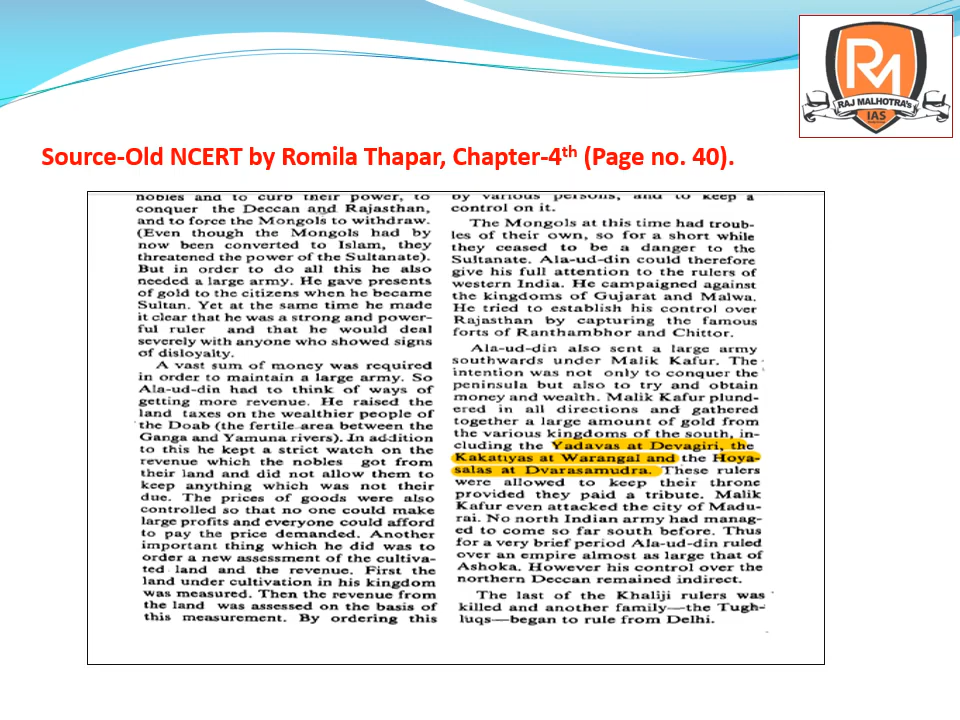 RM
RAJ MALHOTRA's
IAS
Source-Old NCERT by Romila Thapar, Chapter-4th (Page no. 40).
nobles and to curb their power, to
conquer the Deccan and Rajasthan,
and to force the Mongols to withdraw.
(Even though the Mongols had by
now been converted to Islam, they
threatened the power of the Sultanate).
But in order to do all this he also
needed a large army. He gave presents
of gold to the citizens when he became
Sultan. Yet at the same time he made
it clear that he was a strong and power-
ful ruler and that he would deal
severely with anyone who showed signs
of disloyalty.
A vast sum of money was required
in order to maintain a large army. So
Ala-ud-din had to think of ways of
getting more revenue. He raised the
land taxes on the wealthier people of
the Doab (the fertile area between the
Ganga and Yamuna rivers). In addition
to this he kept a strict watch on the
revenue which the nobles got from
their land and did not allow them to
keep anything which was not their
due. The prices of goods were also
controlled so that no one could make
large profits and everyone could afford
to pay the price demanded. Another
important thing which he did was to
order a new assessment of the cultiva-
ted land and the revenue. First the
land under cultivation in his kingdom
was measured. Then the revenue from
the land was assessed on the basis of
this measurement. By ordering this
by various persons, and to keep a
control on it.
The Mongols at this time had troub-
les of their own, so for a short while
they ceased to be a danger to the
Sultanate. Ala-ud-din could therefore
give his full attention to the rulers of
western India. He campaigned against
the kingdoms of Gujarat and Malwa.
He tried to establish his control over
Rajasthan by capturing the famous
forts of Ranthambhor and Chittor.
Ala-ud-din also sent a large army
southwards under Malik Kafur. The
intention was not only to conquer the
peninsula but also to try and obtain
money and wealth. Malik Kafur plund-
ered in all directions and gathered
together a large amount of gold from
the various kingdoms of the south, in-
cluding the Yadavas at Devagiri, the
Kakatiyas at Warangal and the Hoya-
salas at Dvarasamudra. These rulers
were allowed to keep their throne
provided they paid a tribute. Malik
Kafur even attacked the city of Madu-
rai. No north Indian army had manag-
ed to come so far south before. Thus
for a very brief period Ala-ud-din ruled
over an empire almost as large that of
Ashoka. However his control over the
northern Deccan remained indirect.
The last of the Khaliji rulers was
killed and another family—the Tugh-
luqs—began to rule from Delhi.